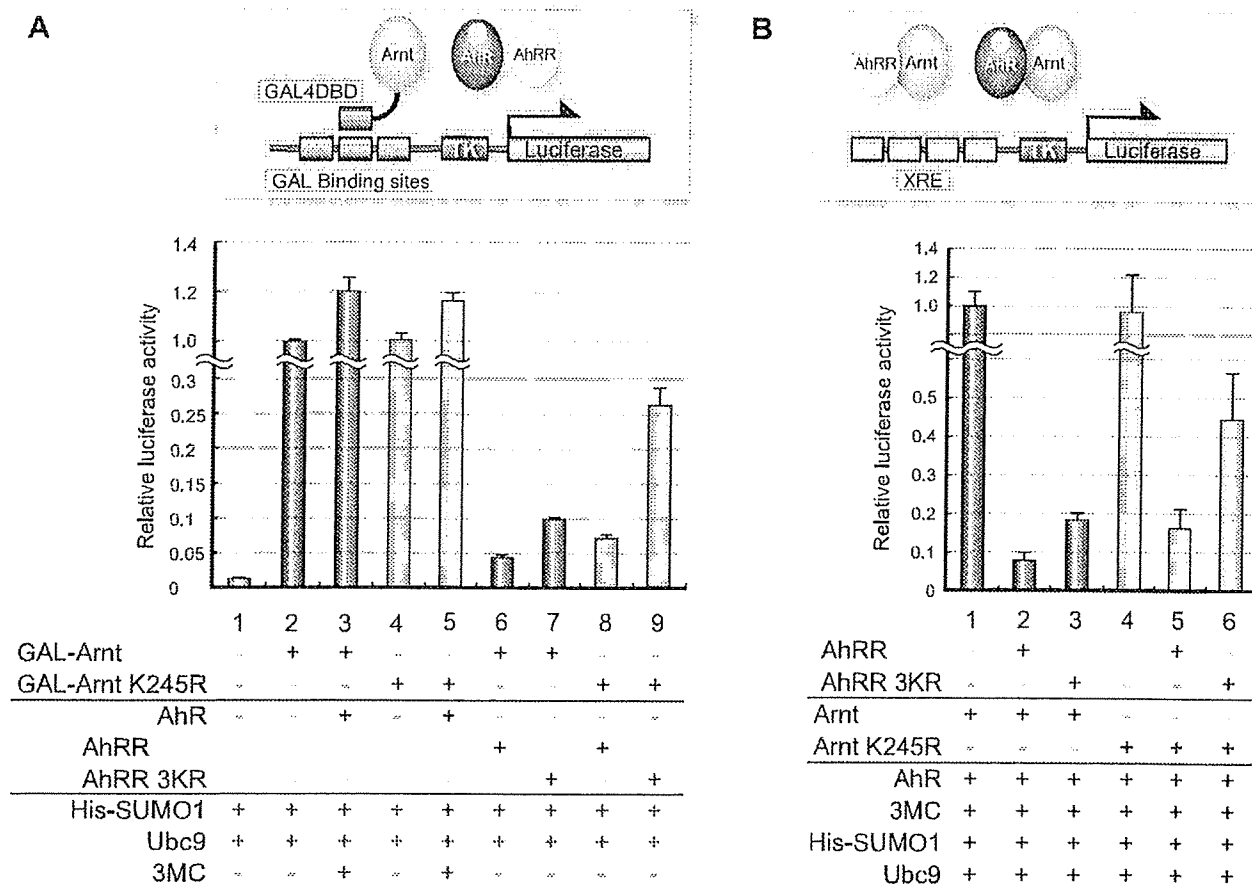 A
Arnt
AhR
AhRR
GAL4DBD
TK
Luciferase
GAL Binding sites
Relative luciferase activity
1.4
1.2
1.0
0.3
0.25
0.2
0.15
0.1
0.05
0
1 2 3 4 5 6 7 8 9
GAL-Arnt - + + - - + + - -
GAL-Arnt K245R - - - + + - - + +
AhR - - + - + - - - -
AhRR - - - - - + - + -
AhRR 3KR - - - - - - + - +
His-SUMO1 + + + + + + + + +
Ubc9 + + + + + + + + +
3MC - - + - + - - - -
B
AhRR
Arnt
AhR
Arnt
TK
Luciferase
XRE
Relative luciferase activity
1.4
1.2
1.0
0.5
0.4
0.2
0.1
0
1 2 3 4 5 6
AhRR - + - - + -
AhRR 3KR - - + - - +
Arnt + + + - - -
Arnt K245R - - - + + +
AhR + + + + + +
3MC + + + + + +
His-SUMO1 + + + + + +
Ubc9 + + + + + +